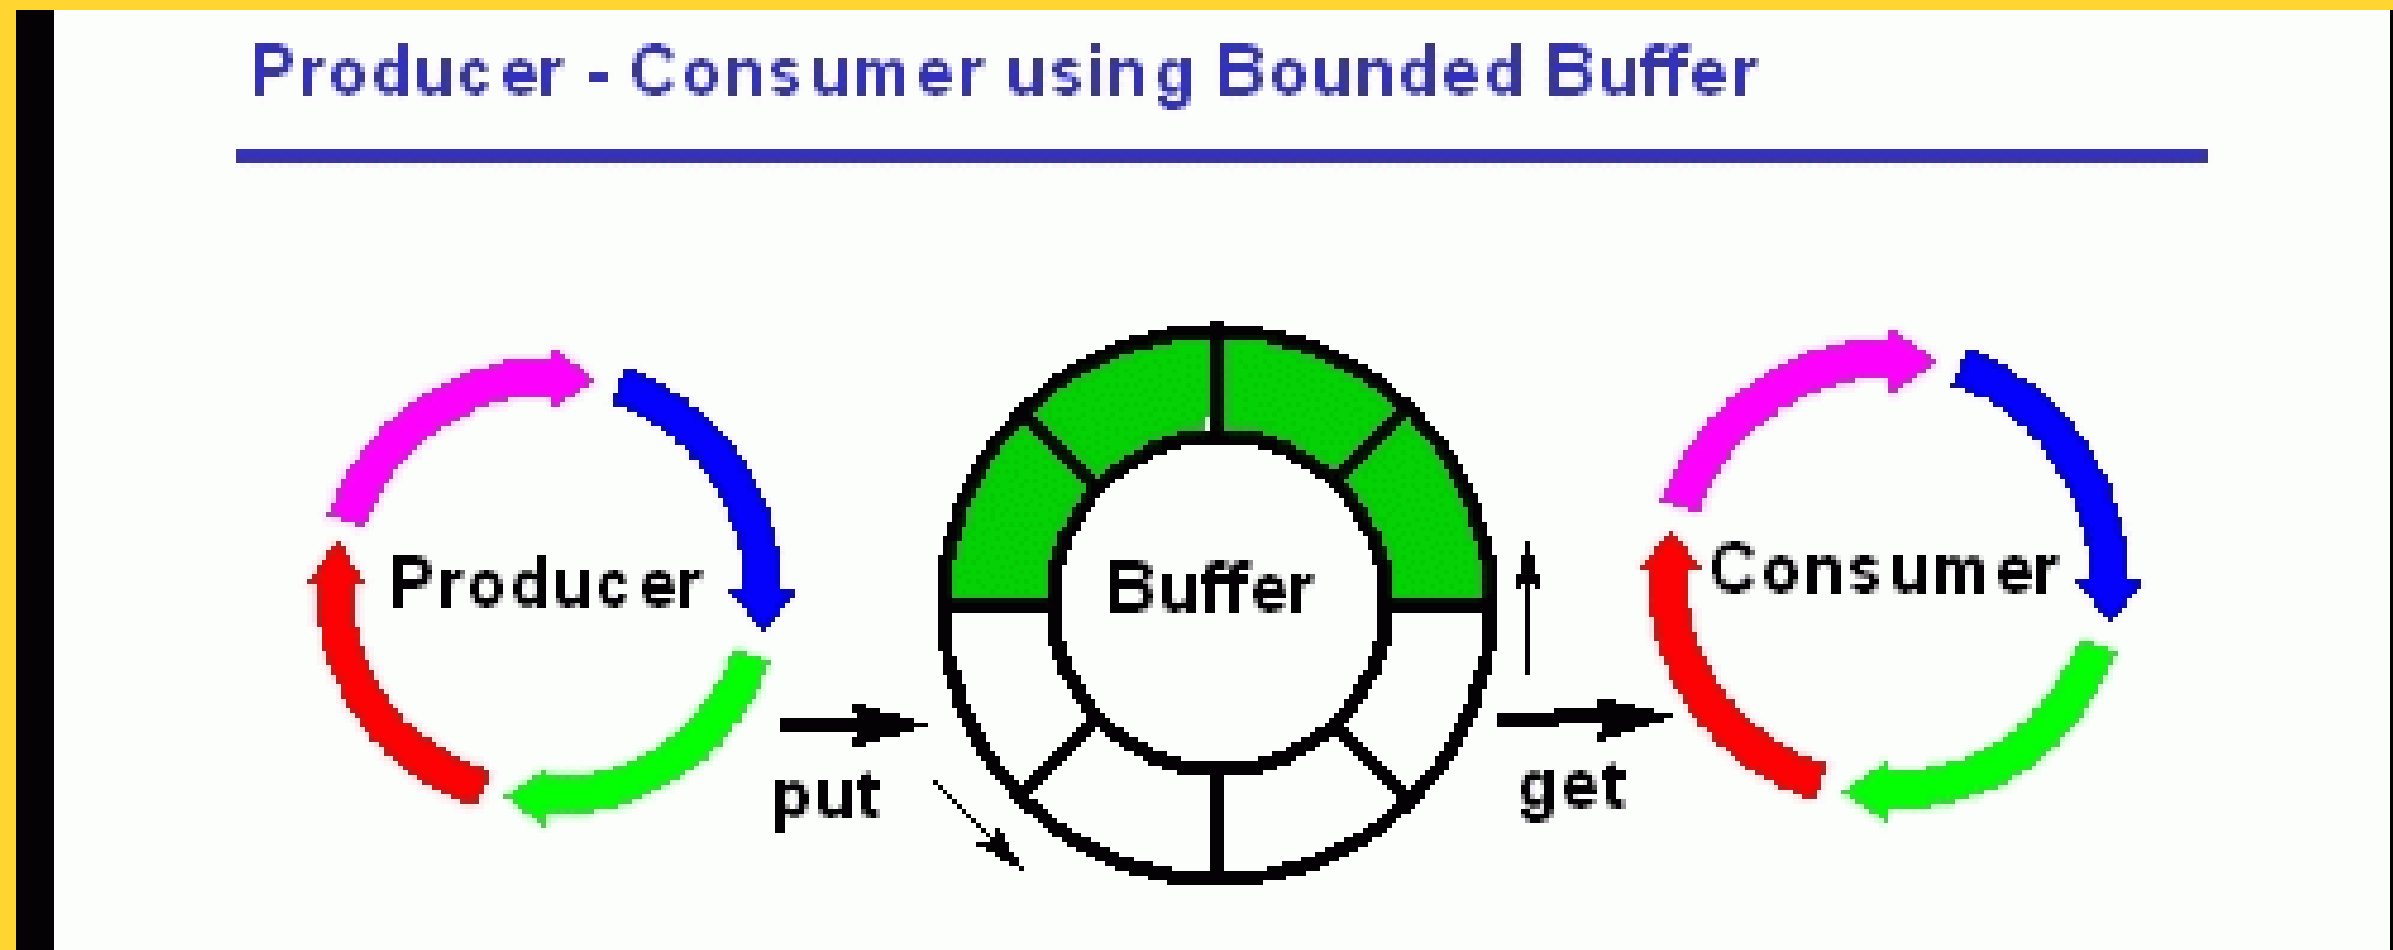 Producer - Consumer using Bounded Buffer
Producer
Buffer
Consumer
put
get